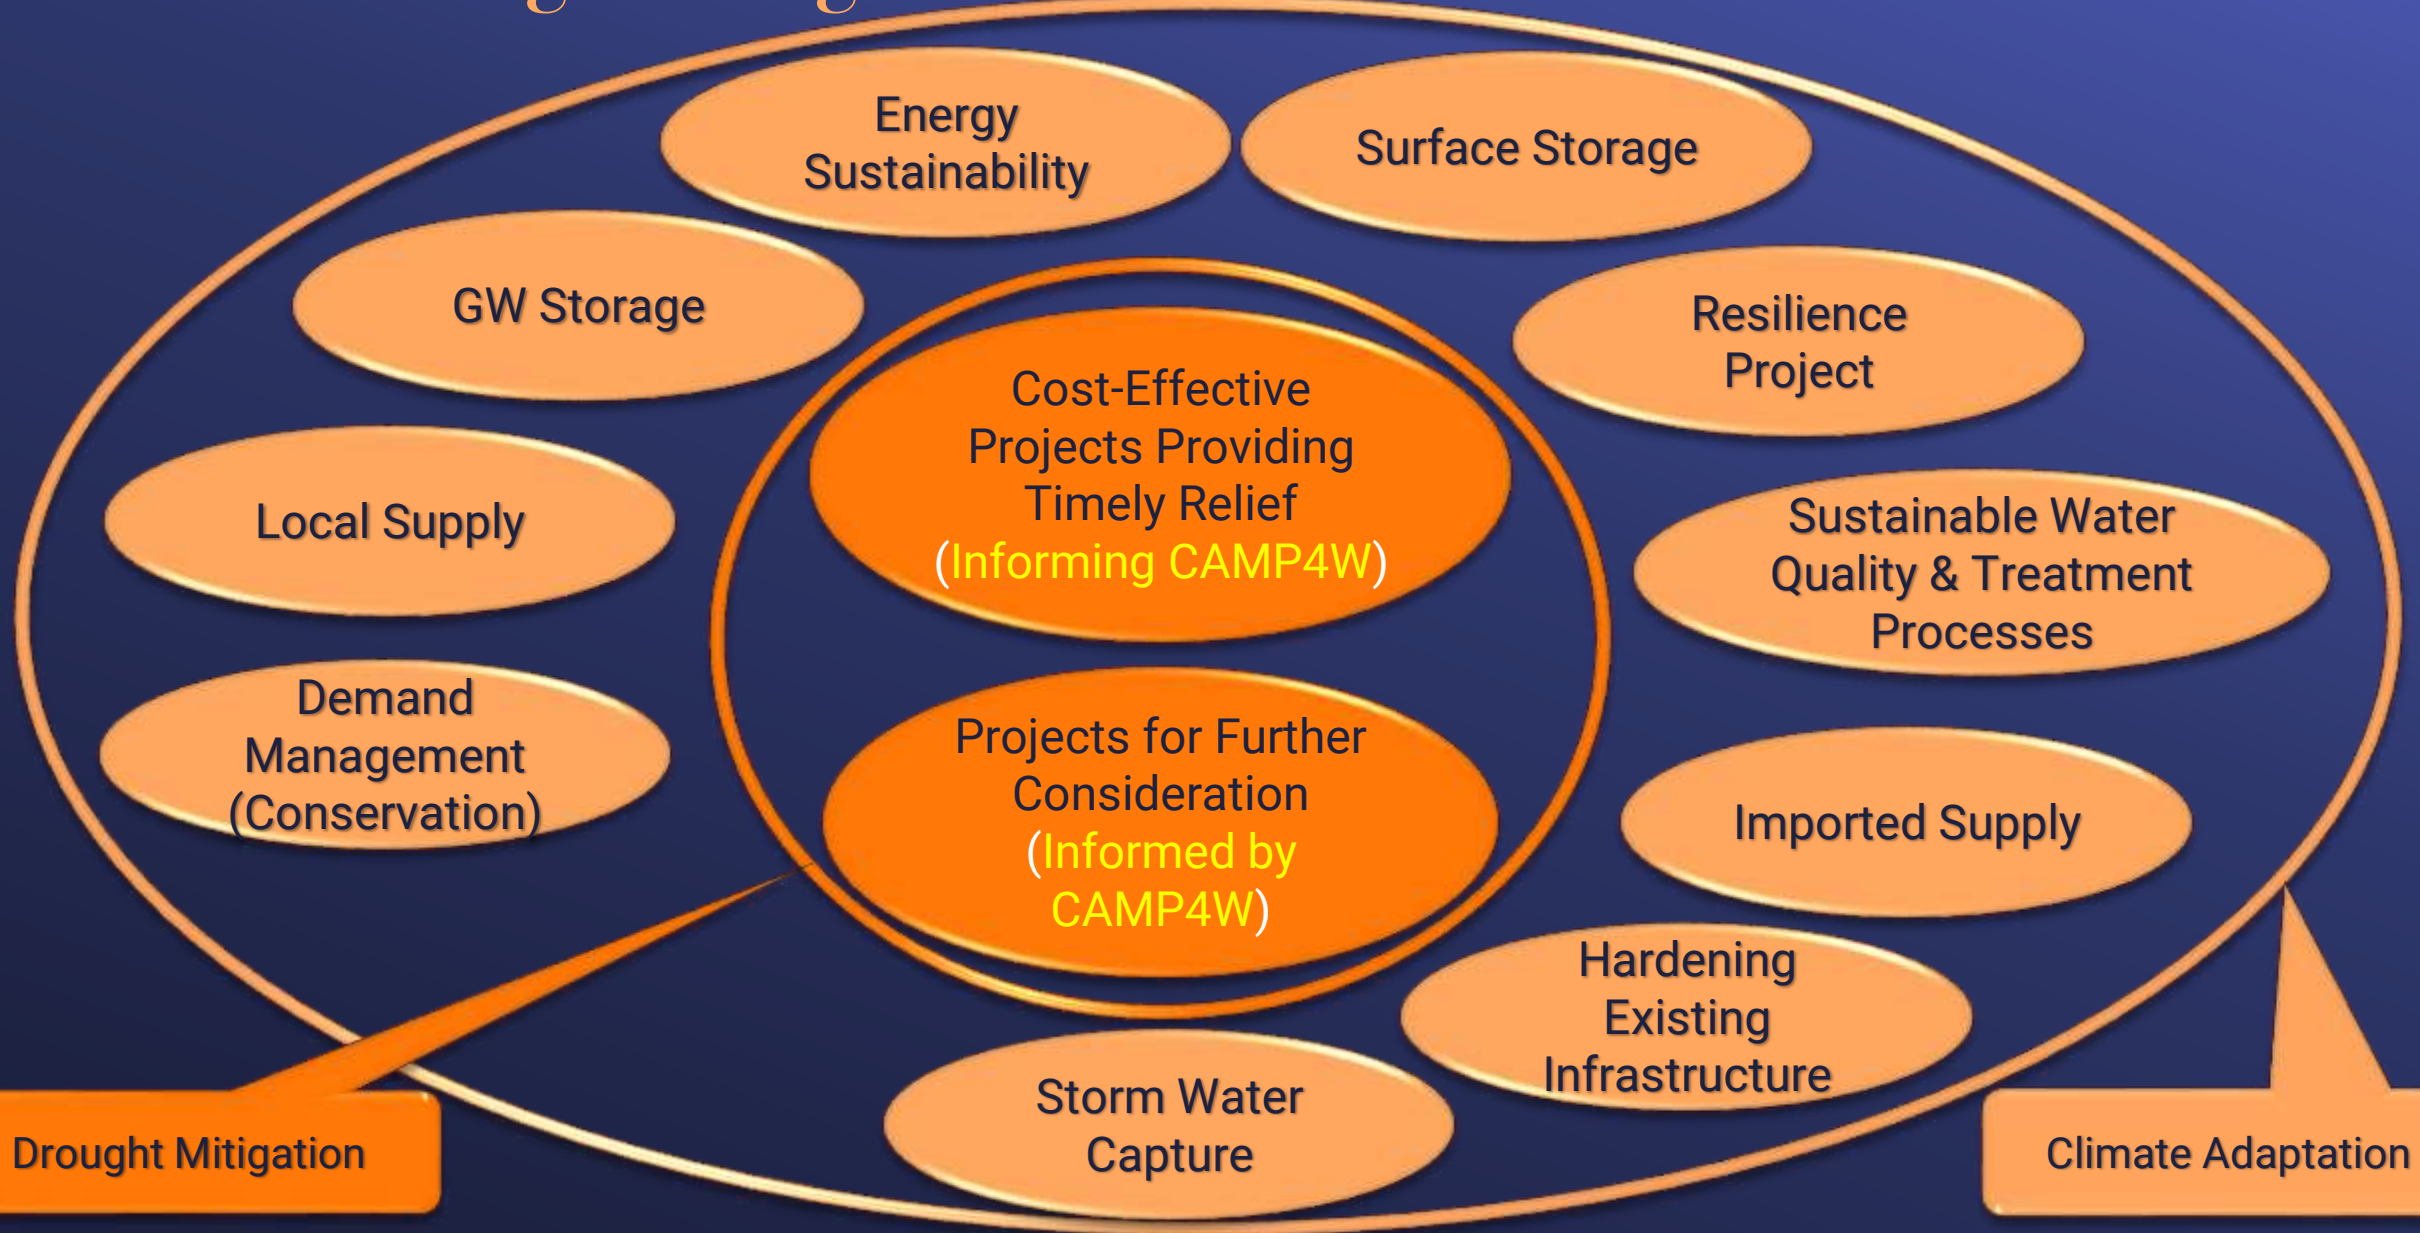 Energy
Sustainability
Surface Storage
GW Storage
Resilience
Project
Cost-Effective
Projects Providing
Timely Relief
(Informing CAMP4W)
Local Supply
Sustainable Water
Quality & Treatment
Processes
Demand
Management
(Conservation)
Projects for Further
Consideration
(Informed by
CAMP4W)
Imported Supply
Hardening
Existing
Infrastructure
Storm Water
Capture
Drought Mitigation
Climate Adaptation